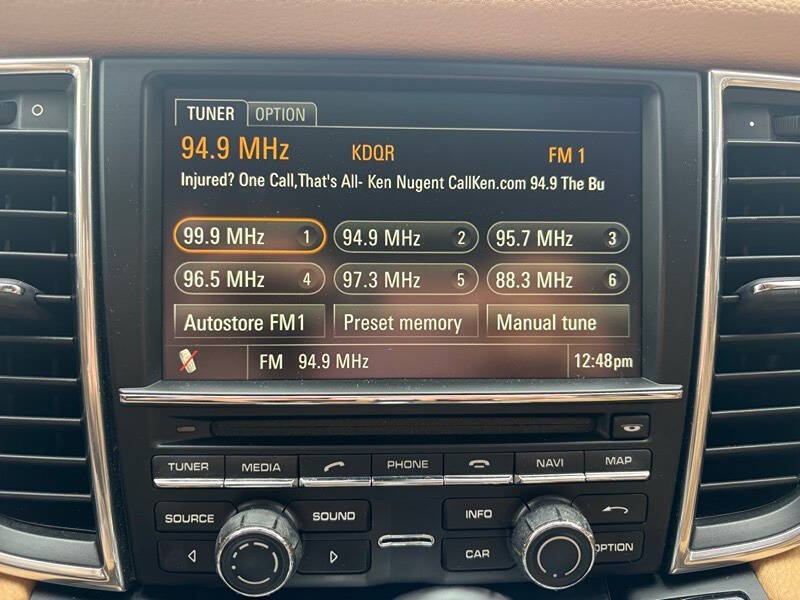 TUNER OPTION
94.9 MHz KDQR FM 1
Injured? One Call,That's All- Ken Nugent CallKen.com 94.9 The Bu
99.9 MHz 1 94.9 MHz 2 95.7 MHz 3
96.5 MHz 4 97.3 MHz 5 88.3 MHz 6
Autostore FM1 Preset memory Manual tune
FM 94.9 MHz 12:48pm
TUNER MEDIA PHONE NAVI MAP
SOURCE SOUND INFO
CAR OPTION